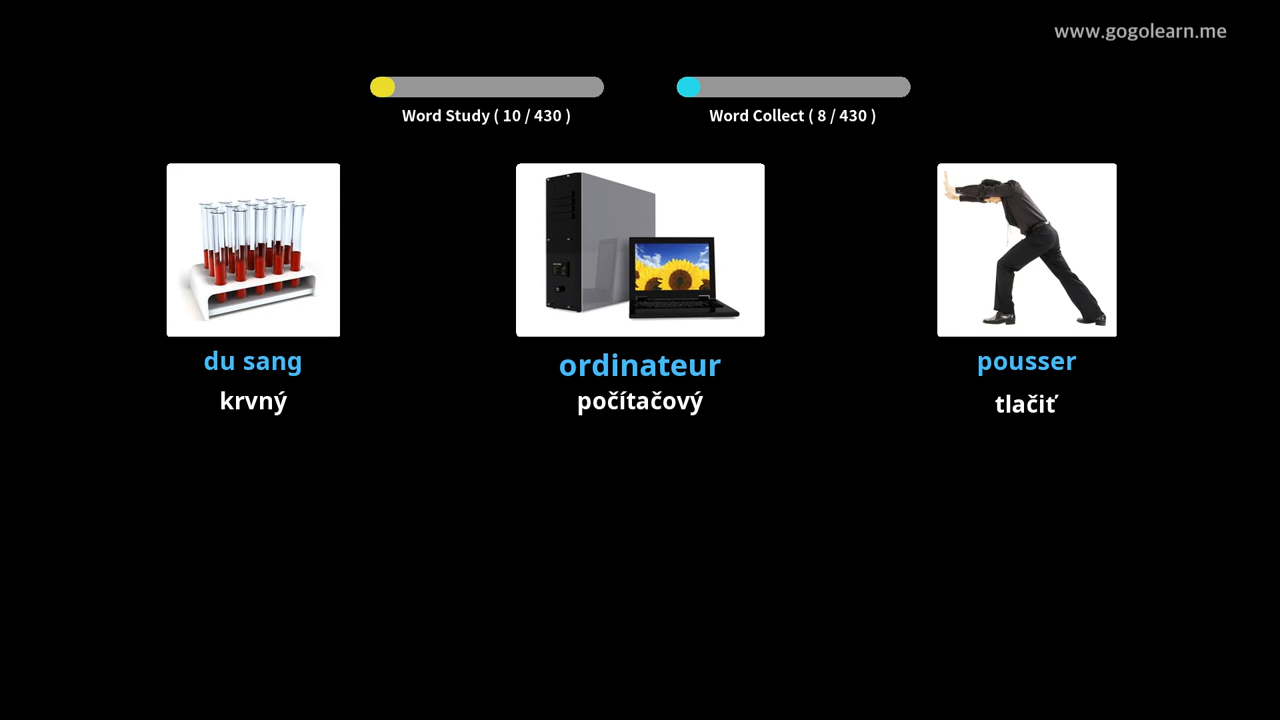 www.gogolearn.me
Word Study ( 10 / 430 )
Word Collect ( 8 / 430 )
du sang
ordinateur
pousser
krvný
počítačový
tlačiť